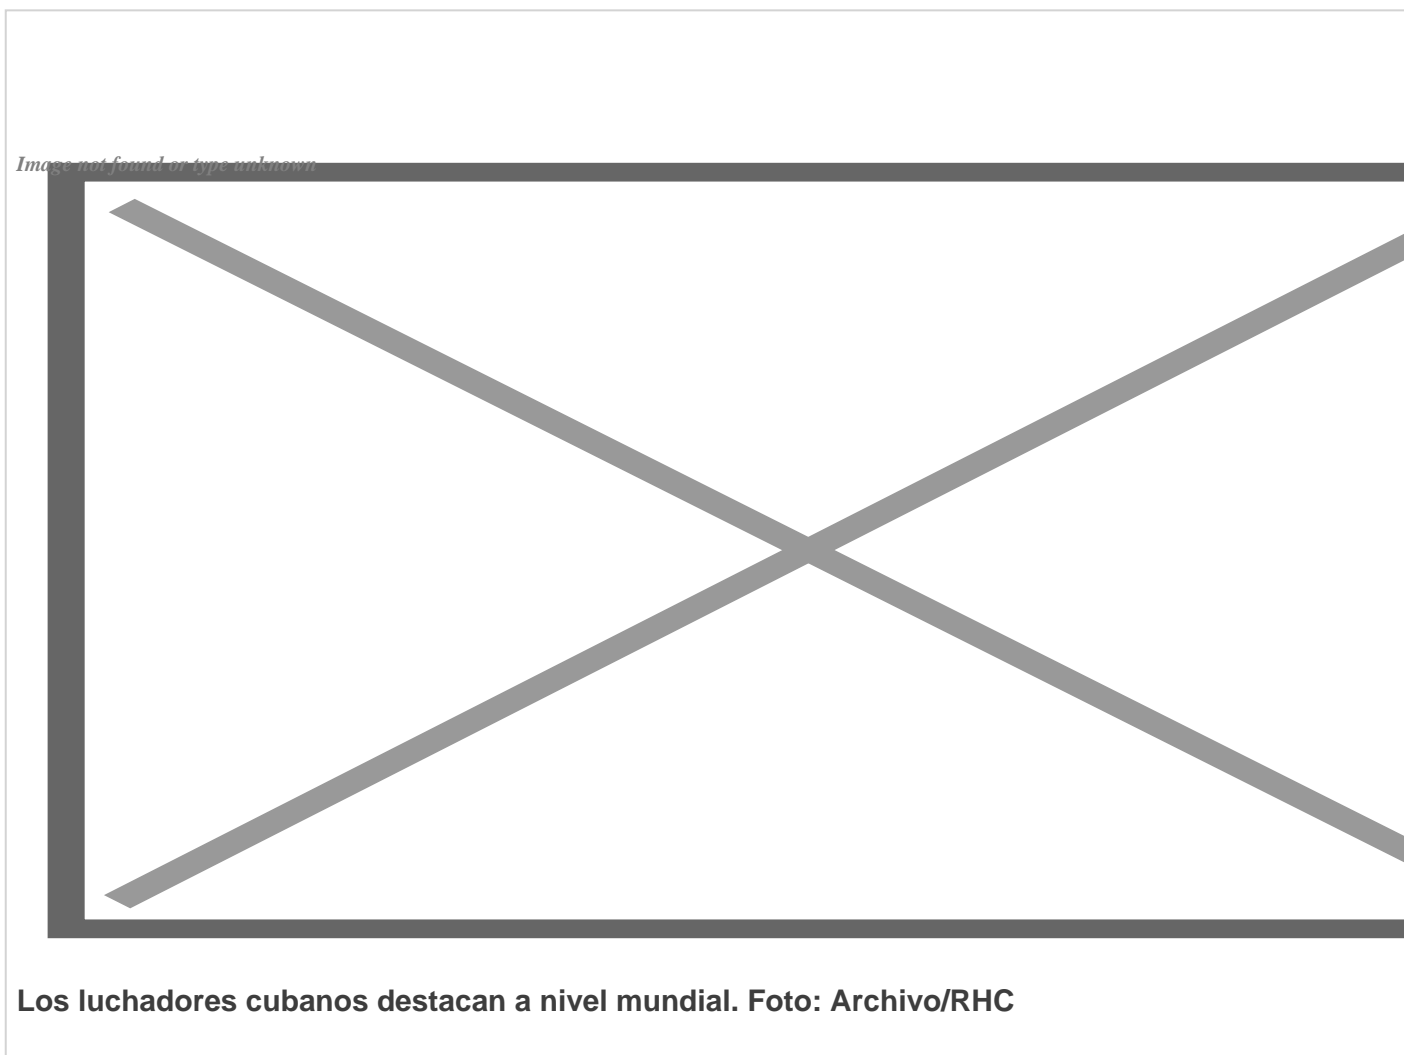 Image not found or type unknown
Los luchadores cubanos destacan a nivel mundial. Foto: Archivo/RHC